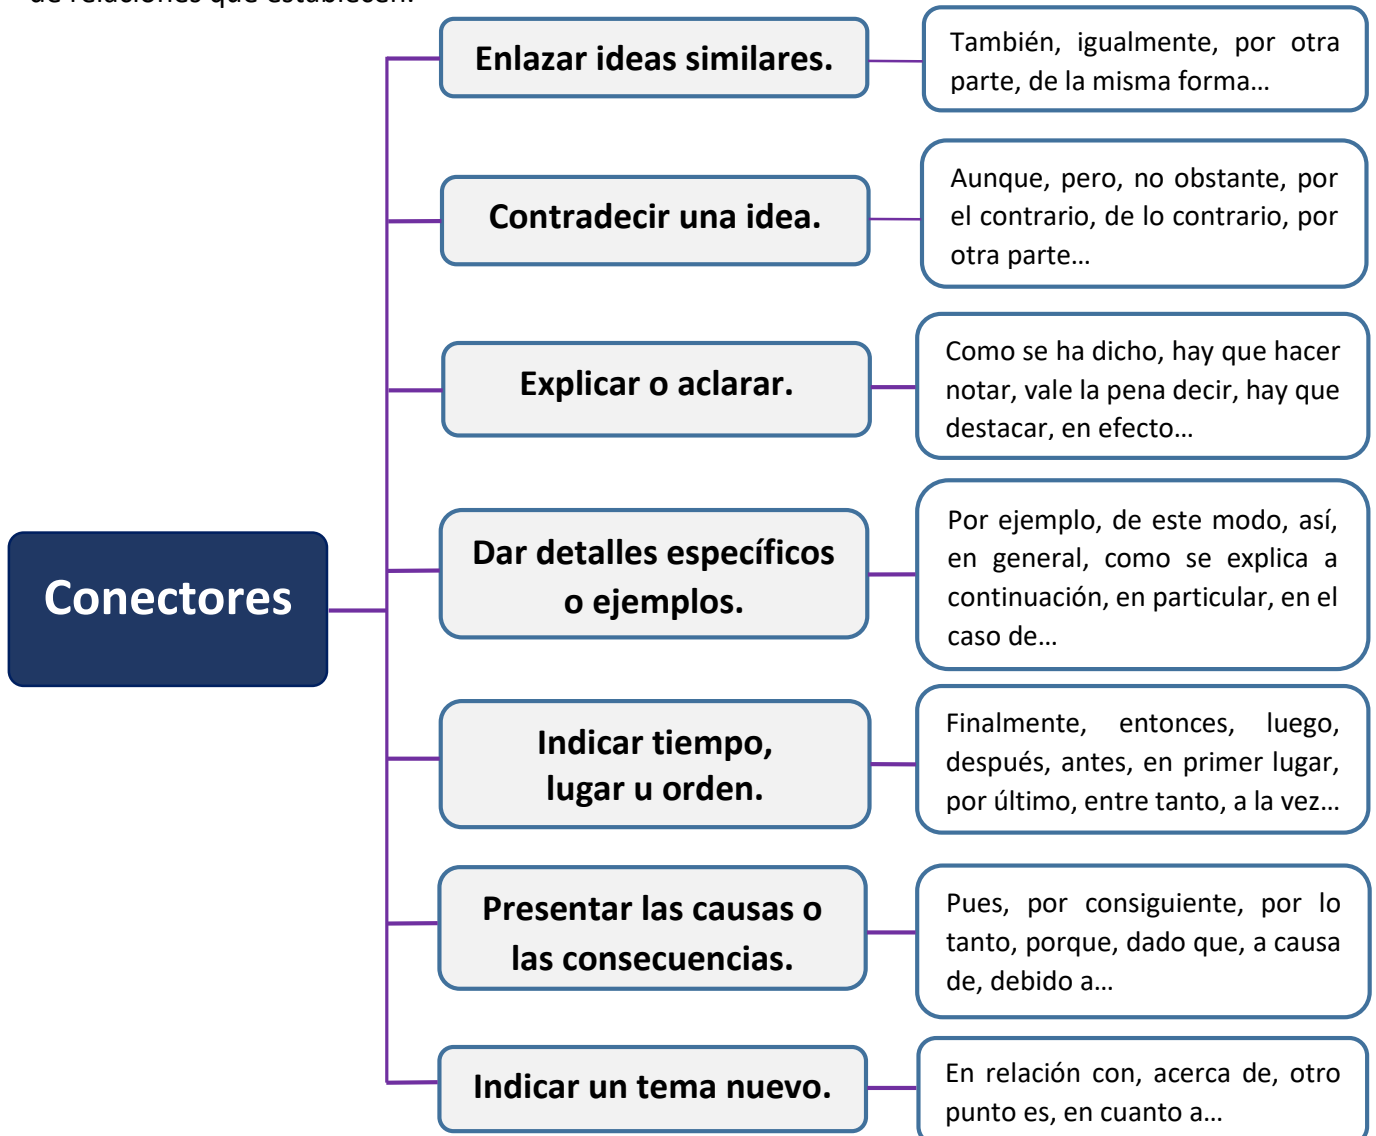 de relaciones que establecen.
Enlazar ideas similares.
También, igualmente, por otra
parte, de la misma forma…
Contradecir una idea.
Aunque, pero, no obstante, por
el contrario, de lo contrario, por
otra parte…
Explicar o aclarar.
Como se ha dicho, hay que hacer
notar, vale la pena decir, hay que
destacar, en efecto…
Conectores
Dar detalles específicos
o ejemplos.
Por ejemplo, de este modo, así,
en general, como se explica a
continuación, en particular, en el
caso de…
Indicar tiempo,
lugar u orden.
Finalmente, entonces, luego,
después, antes, en primer lugar,
por último, entre tanto, a la vez…
Presentar las causas o
las consecuencias.
Pues, por consiguiente, por lo
tanto, porque, dado que, a causa
de, debido a…
Indicar un tema nuevo.
En relación con, acerca de, otro
punto es, en cuanto a…